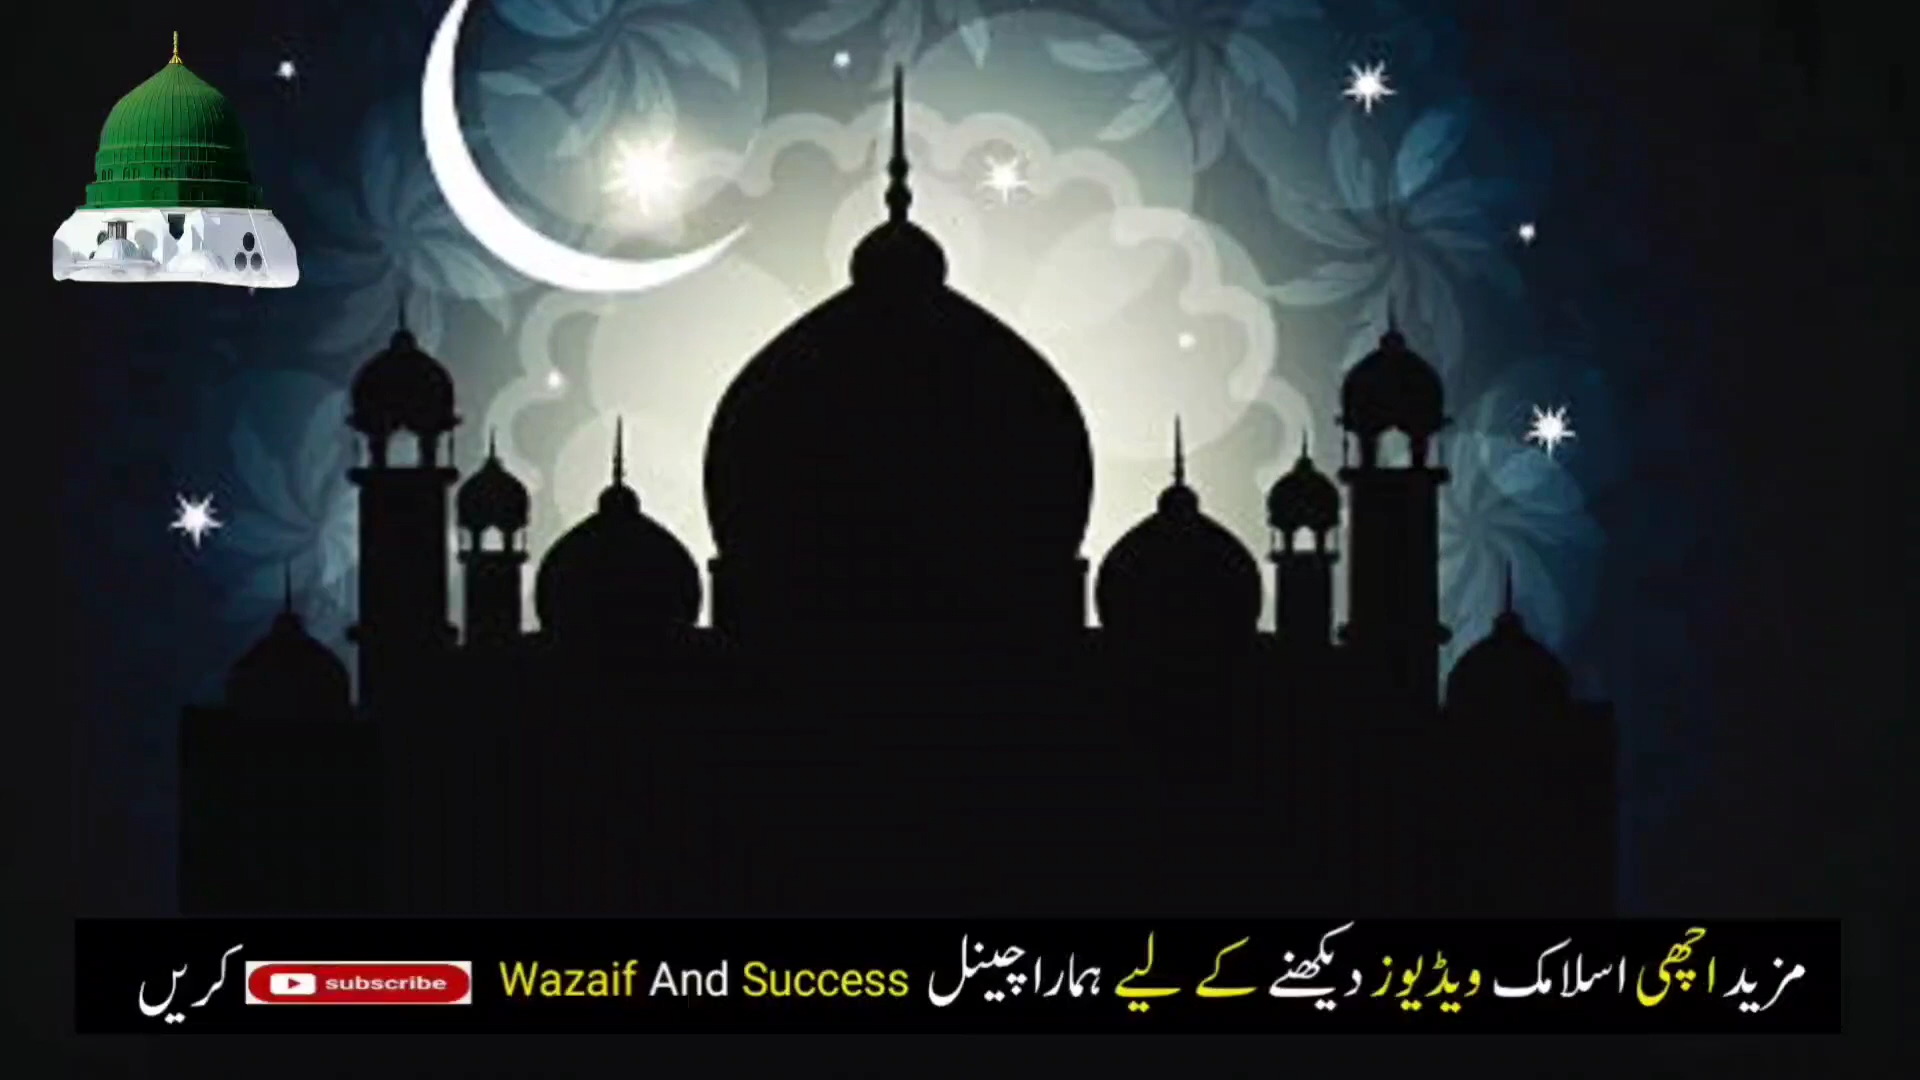 مزید اچھی اسلامک ویڈیوز دیکھنے کے لیے ہمارا چینل Wazaif And Success subscribe کریں